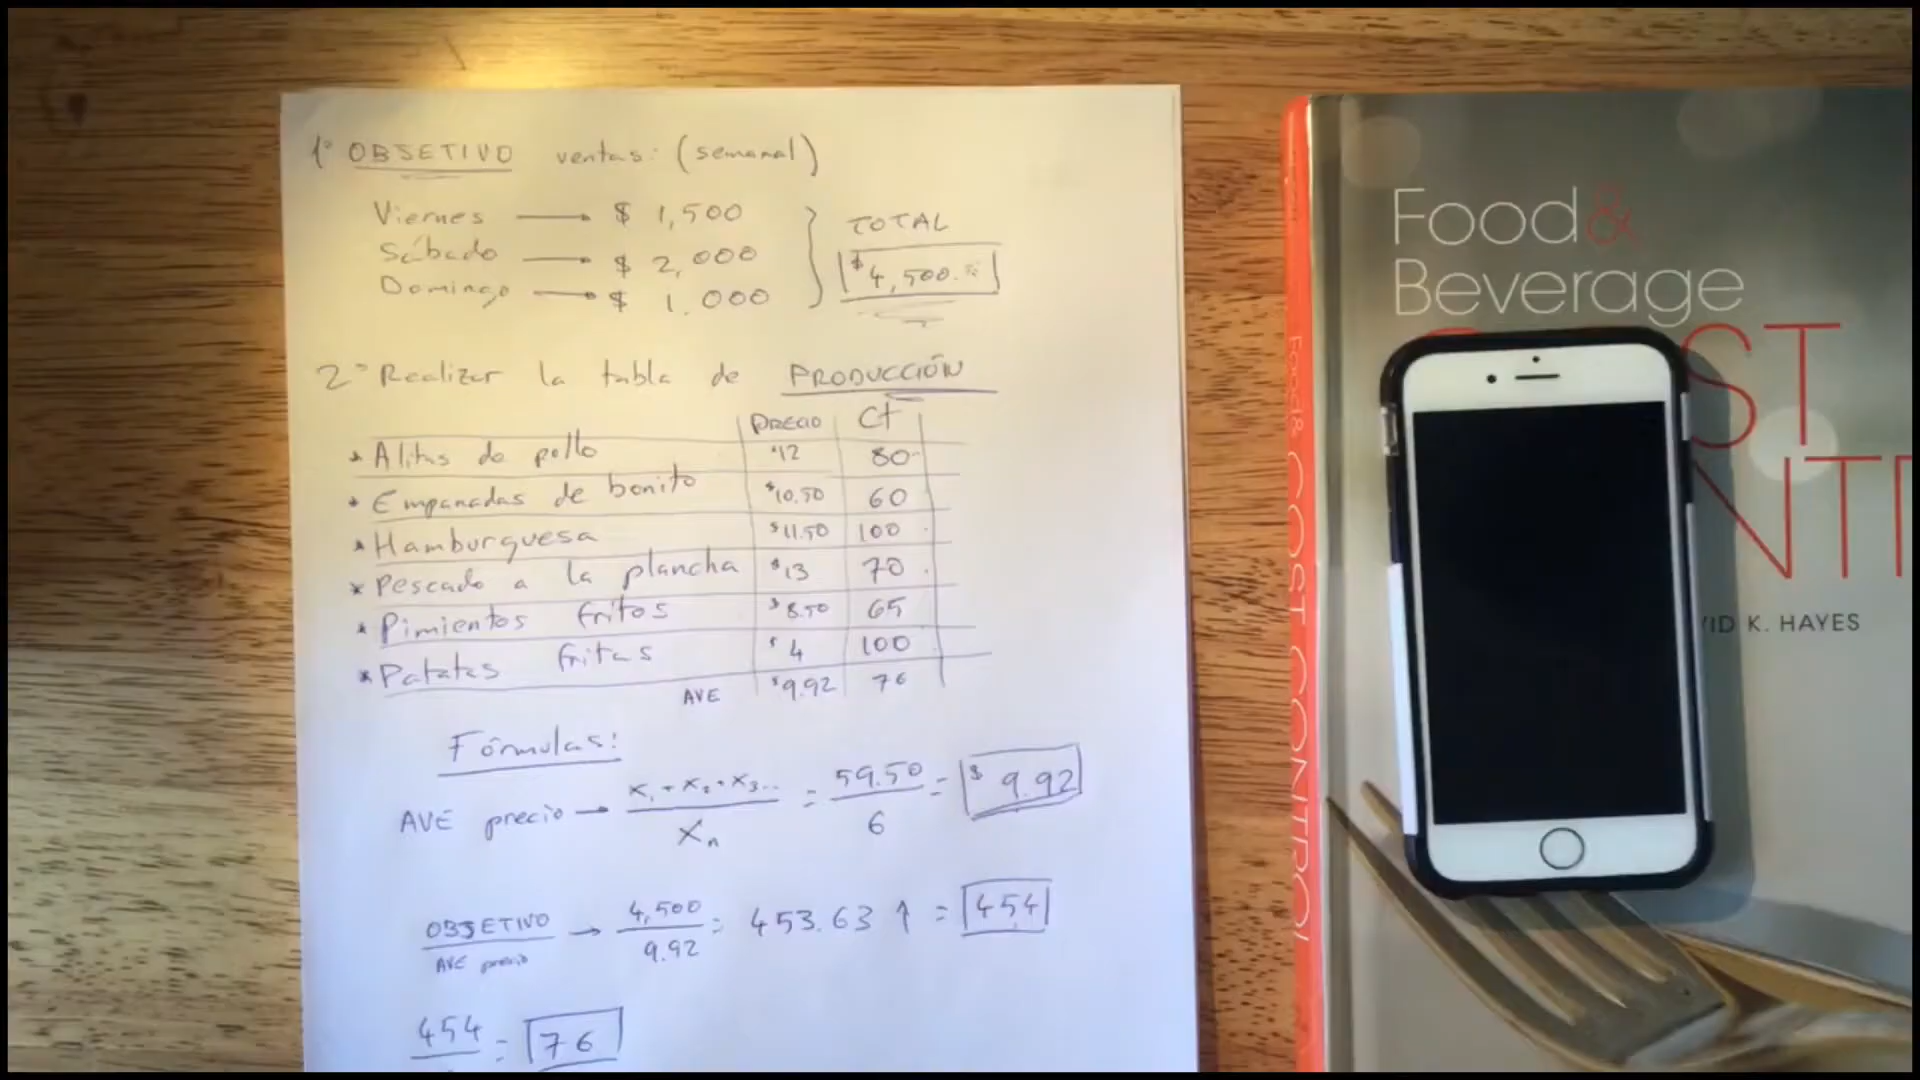 1º OBJETIVO ventas: (semanal)
Viernes → $ 1,500
Sábado → $ 2,000
Domingo → $ 1.000
TOTAL
$ 4,500.
2º Realizar la tabla de PRODUCCIÓN
PRECIO Ct
* Alitas de pollo $12 80
* Empanadas de bonito $10.50 60
* Hamburguesa $11.50 100
* Pescado a la plancha $13 70
* Pimientos fritos $8.50 65
* Patatas fritas $4 100
AVE $9.92 76
Fórmulas:
AVE precio → X₁ + X₂ + X₃... / Xn = 59.50 / 6 = $ 9.92
OBJETIVO / AVE precio → 4,500 / 9.92 = 453.63 ↑ = 454
454 = 76
Food &
Beverage
VID K. HAYES
Food & COST CONTROL